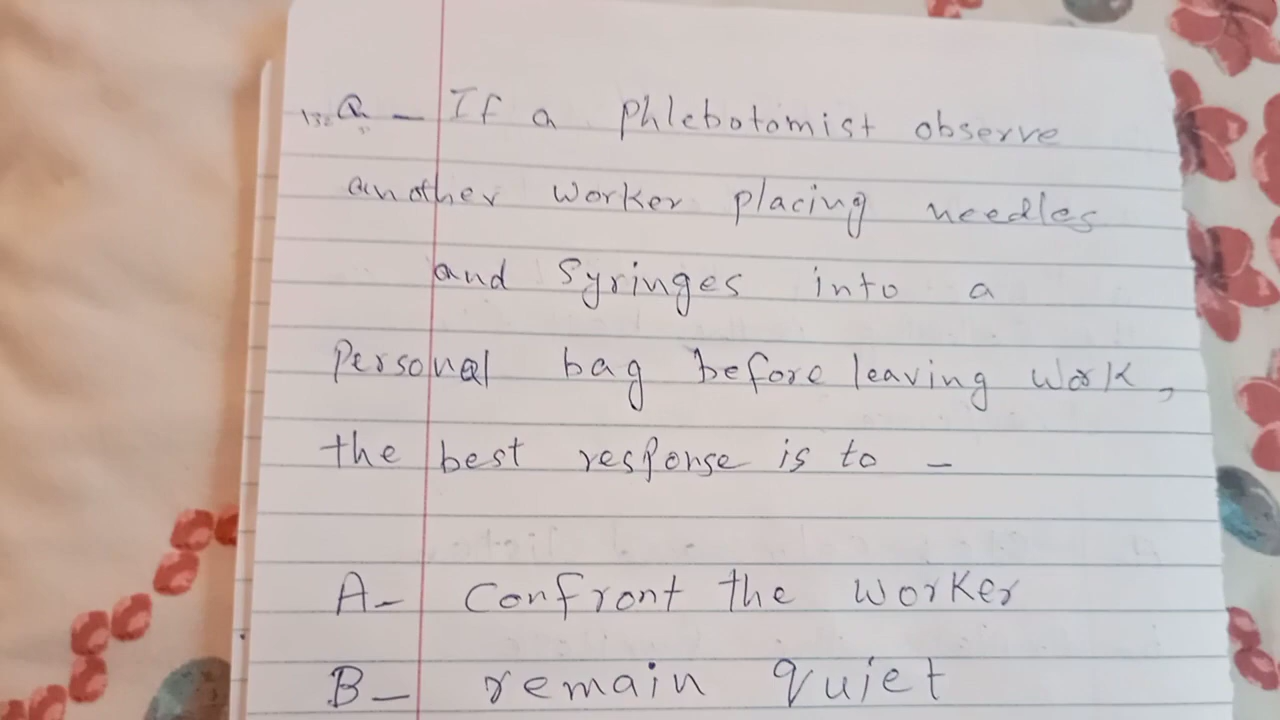 132 Q - If a Phlebotomist observe
another worker placing needles
and Syringes into a
Personal bag before leaving work,
the best response is to -
A- Confront the worker
B- remain quiet